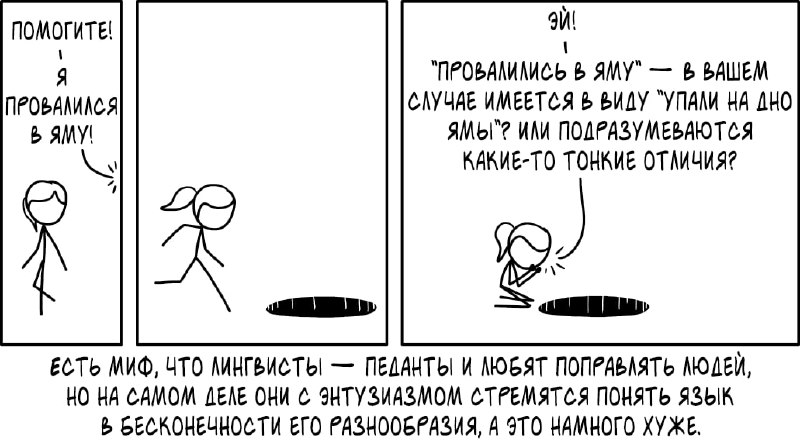 ПОМОГИТЕ!
Я
ПРОВАЛИЛСЯ
В ЯМУ!
ЭЙ!
"ПРОВАЛИЛИСЬ В ЯМУ" — В ВАШЕМ
СЛУЧАЕ ИМЕЕТСЯ В ВИДУ "УПАЛИ НА ДНО
ЯМЫ"? ИЛИ ПОДРАЗУМЕВАЮТСЯ
КАКИЕ-ТО ТОНКИЕ ОТЛИЧИЯ?
ЕСТЬ МИФ, ЧТО ЛИНГВИСТЫ — ПЕДАНТЫ И ЛЮБЯТ ПОПРАВЛЯТЬ ЛЮДЕЙ,
НО НА САМОМ ДЕЛЕ ОНИ С ЭНТУЗИАЗМОМ СТРЕМЯТСЯ ПОНЯТЬ ЯЗЫК
В БЕСКОНЕЧНОСТИ ЕГО РАЗНООБРАЗИЯ, А ЭТО НАМНОГО ХУЖЕ.